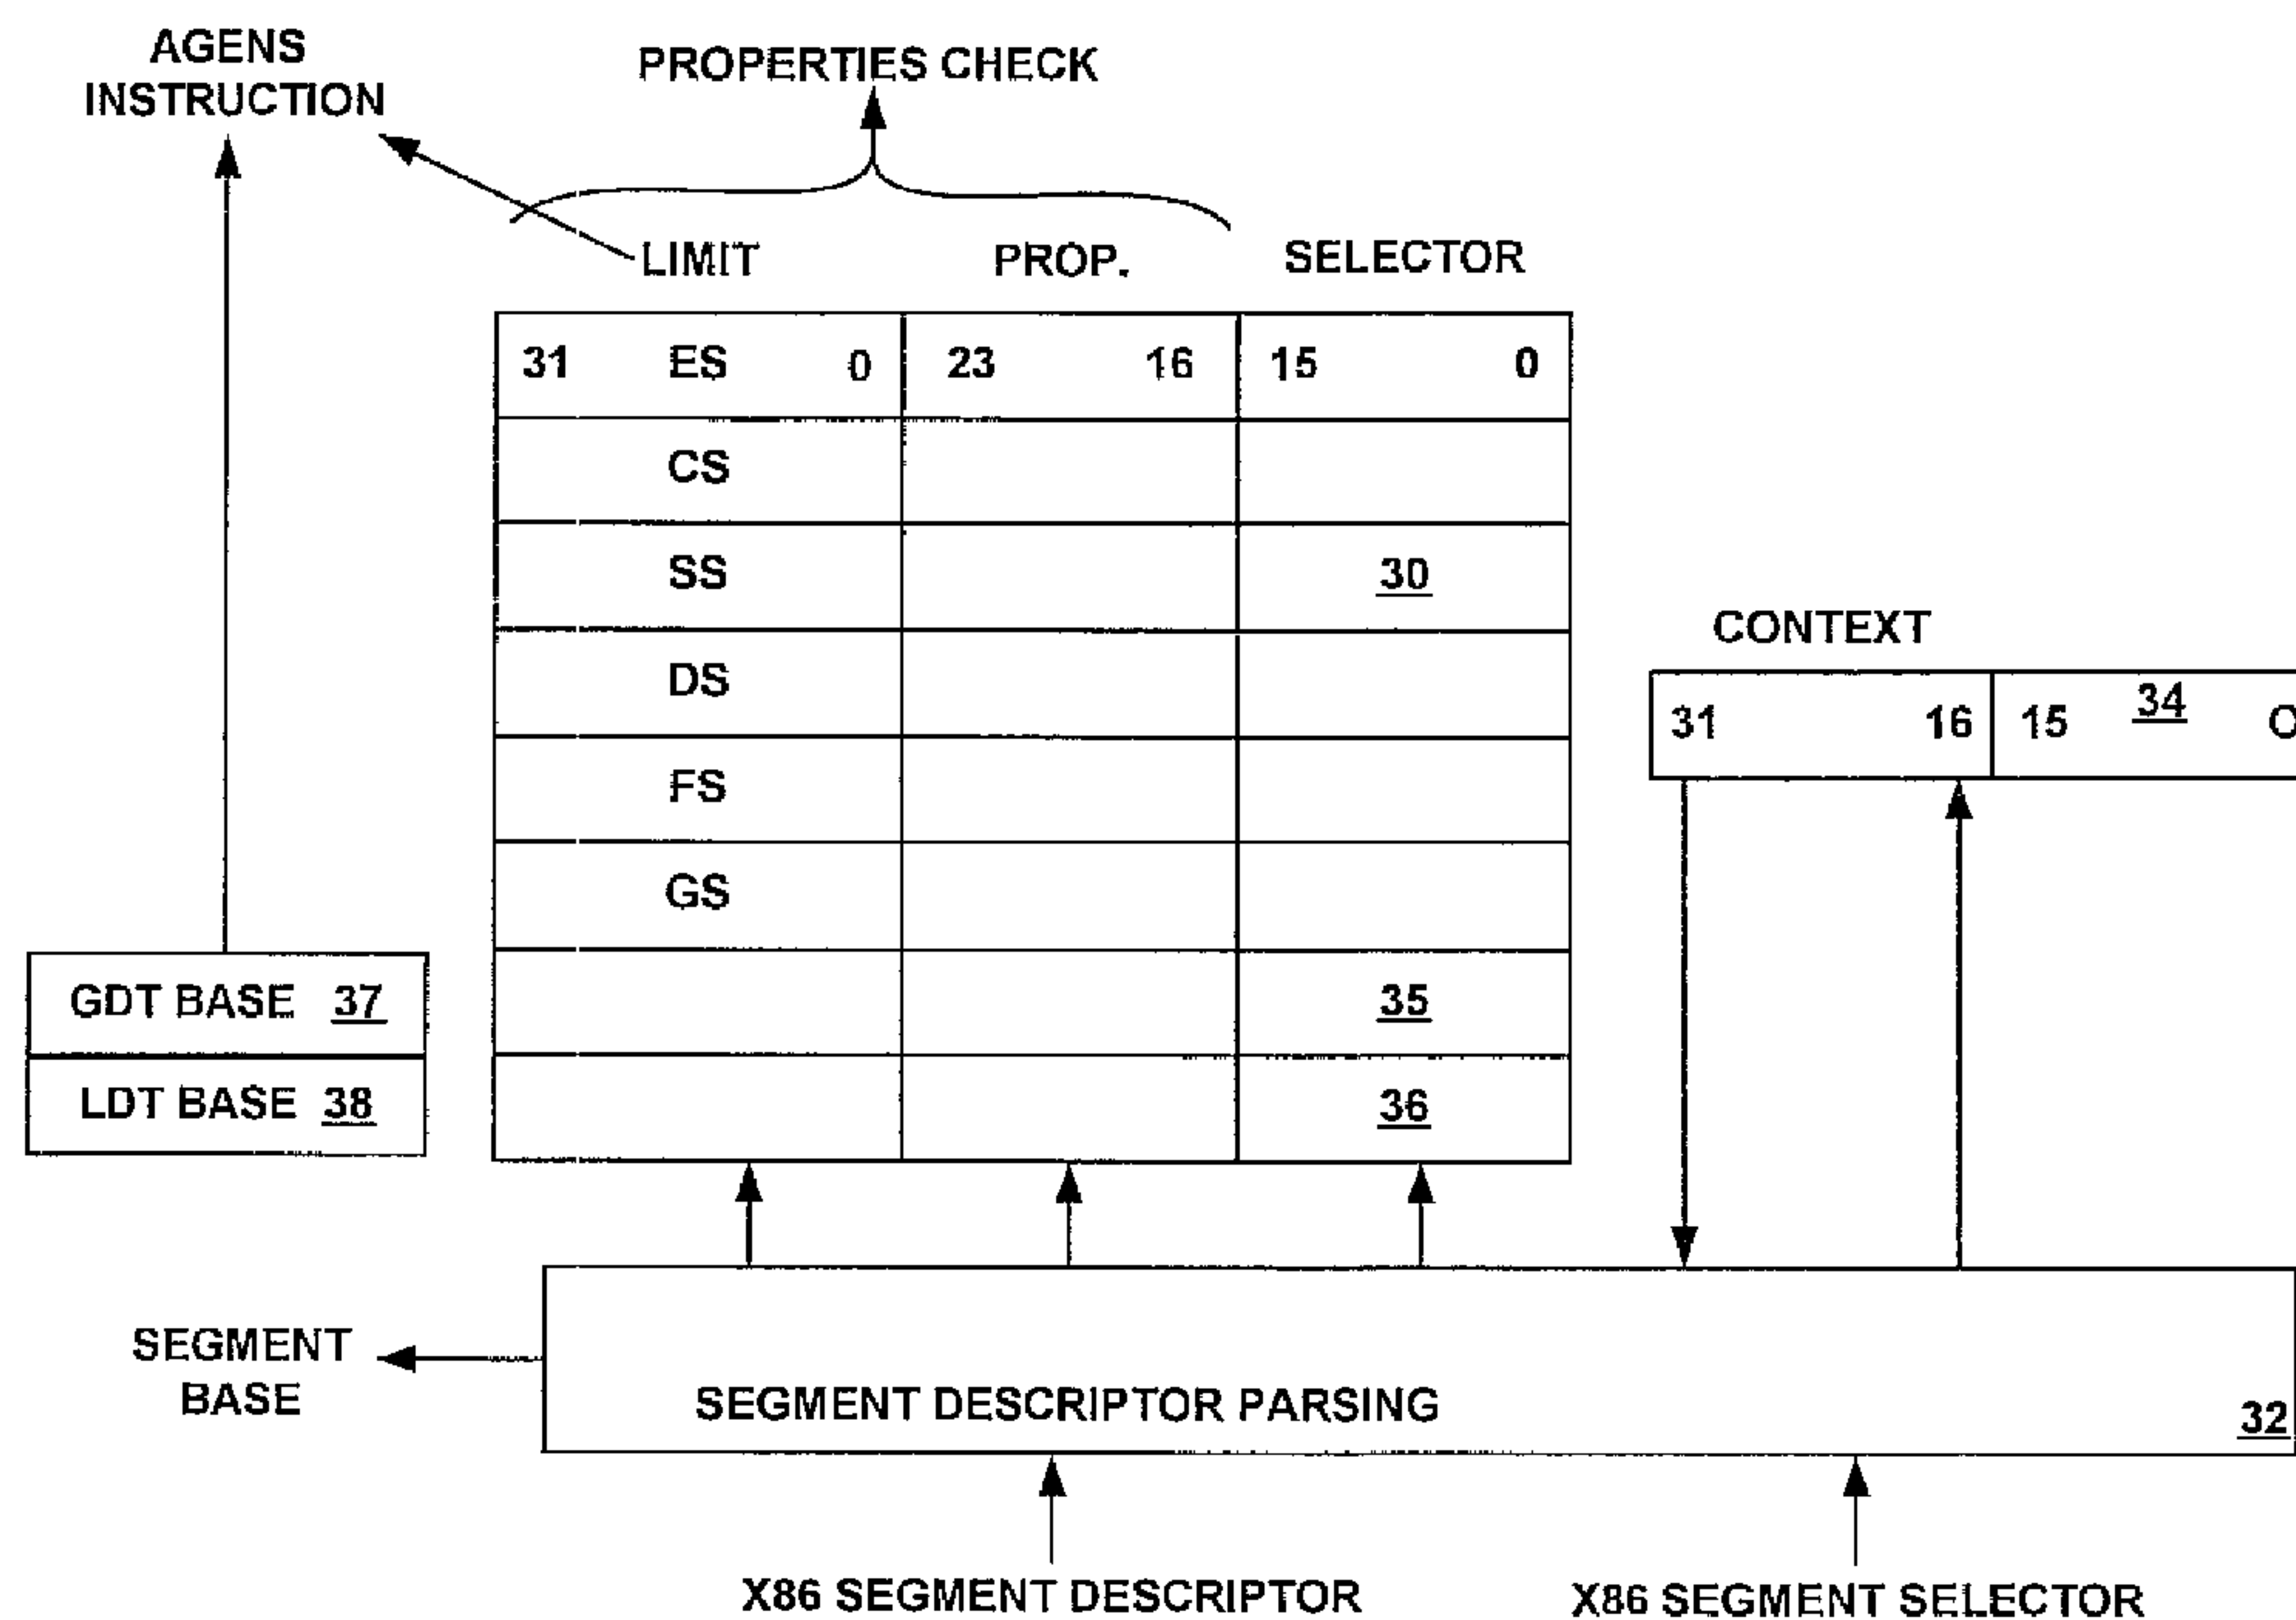 AGENS
INSTRUCTION
PROPERTIES CHECK
LIMIT PROP. SELECTOR
31 ES 0 23 16 15 0
CS
SS 30
DS
FS
GS
35
36
CONTEXT
31 16 15 34 0
GDT BASE 37
LDT BASE 38
SEGMENT
BASE
SEGMENT DESCRIPTOR PARSING
32
X86 SEGMENT DESCRIPTOR
X86 SEGMENT SELECTOR